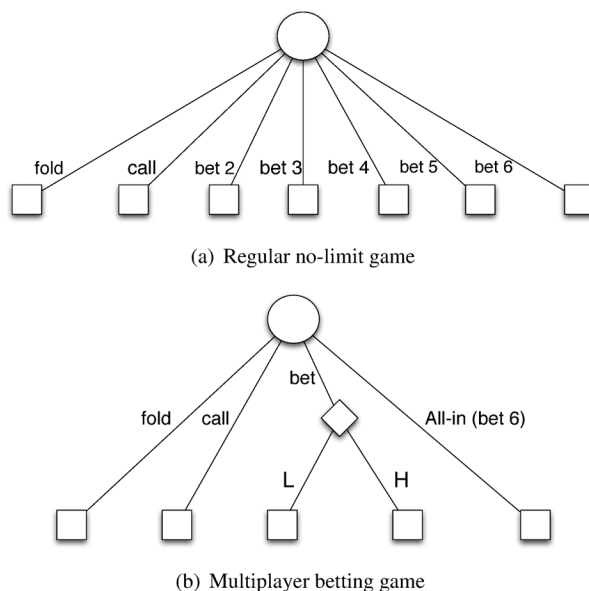 fold call bet 2 bet 3 bet 4 bet 5 bet 6
(a) Regular no-limit game
bet
fold call All-in (bet 6)
L H
(b) Multiplayer betting game